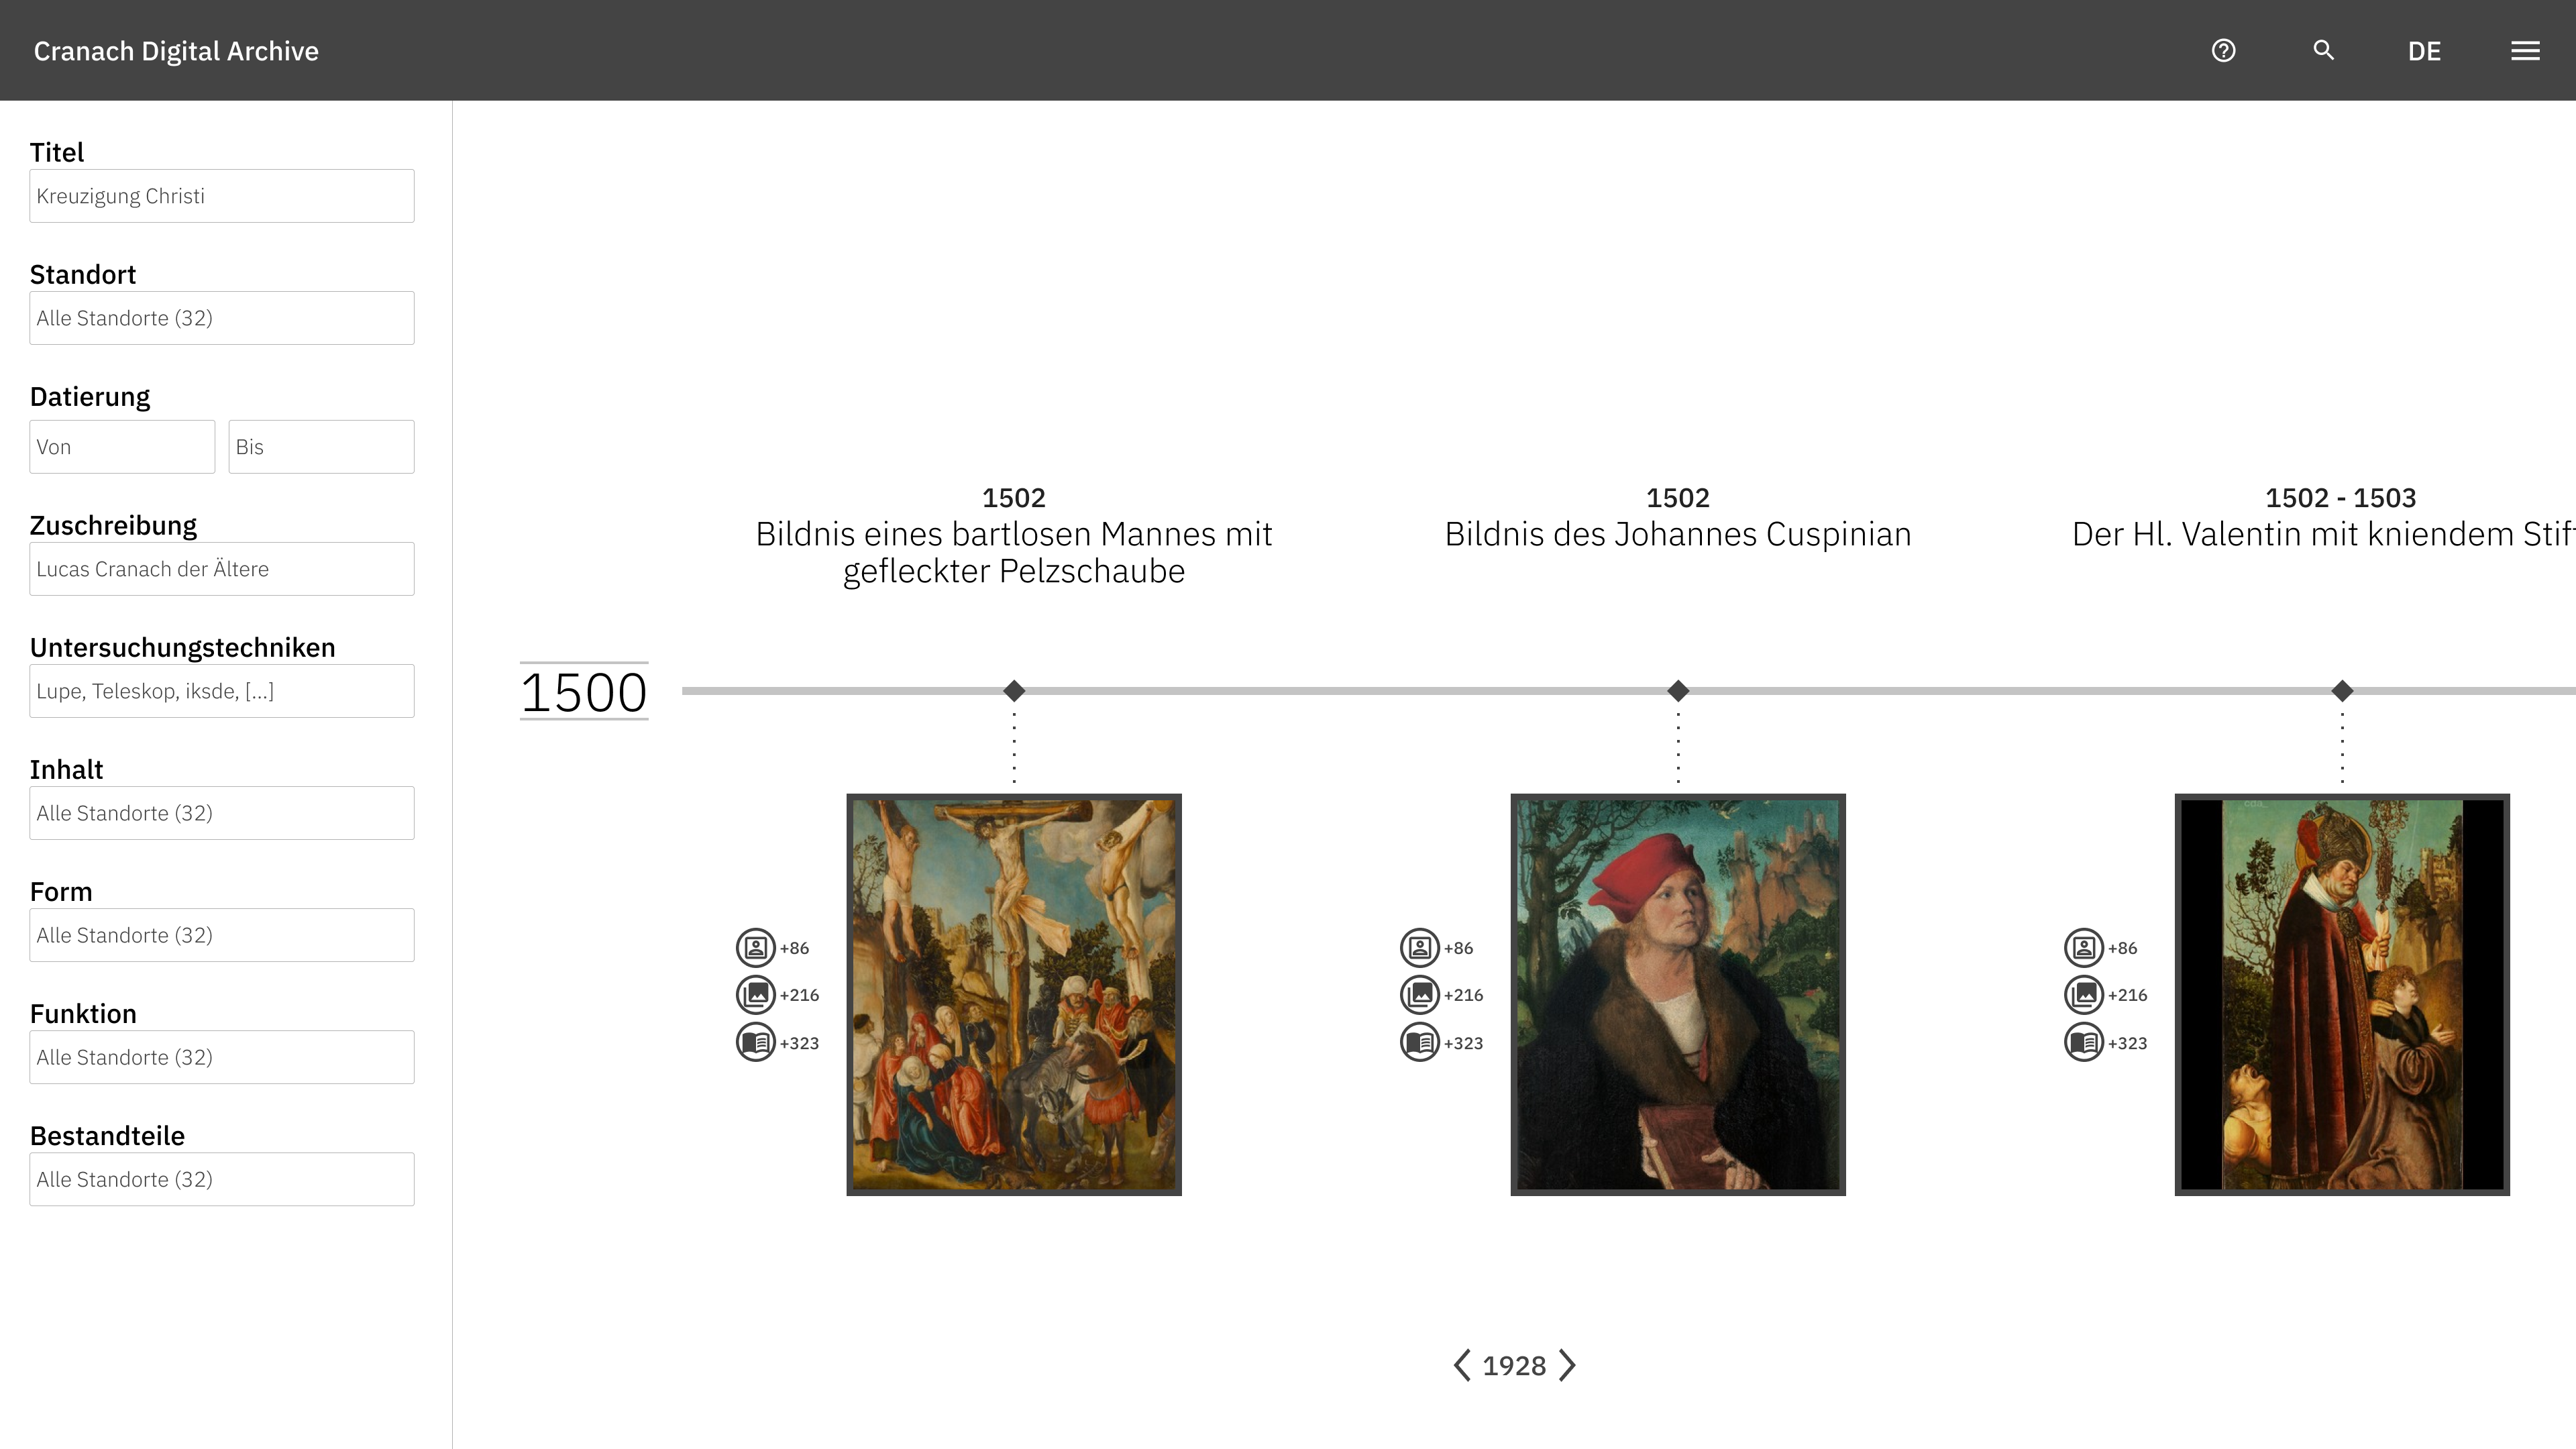 Cranach Digital Archive
DE
Titel
Kreuzigung Christi
Standort
Alle Standorte (32)
Datierung
Von
Bis
Zuschreibung
Lucas Cranach der Ältere
Untersuchungstechniken
Lupe, Teleskop, iksde, [...]
Inhalt
Alle Standorte (32)
Form
Alle Standorte (32)
Funktion
Alle Standorte (32)
Bestandteile
Alle Standorte (32)
1500
1502
Bildnis eines bartlosen Mannes mit
gefleckter Pelzschaube
+86
+216
+323
1502
Bildnis des Johannes Cuspinian
+86
+216
+323
1502 - 1503
Der Hl. Valentin mit kniendem Stif
cda_
+86
+216
+323
1928